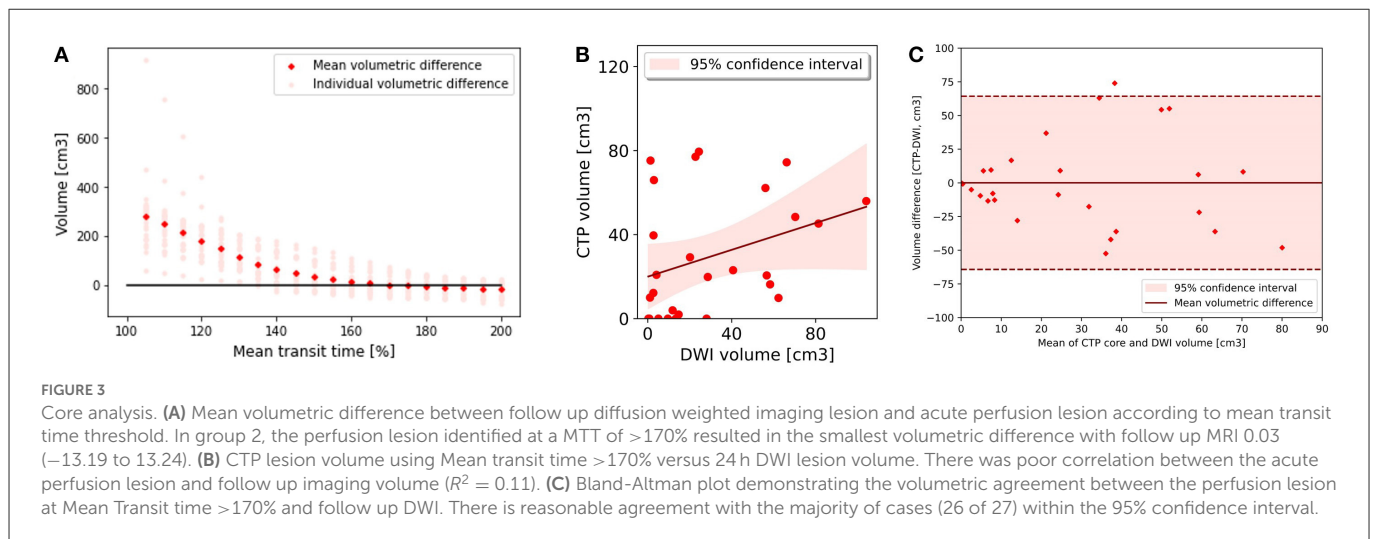 A
Mean volumetric difference
Individual volumetric difference
800
600
400
200
0
Volume [cm3]
100
120
140
160
180
200
Mean transit time [%]
B
95% confidence interval
120
80
40
0
CTP volume [cm3]
0
40
80
DWI volume [cm3]
C
100
75
50
25
0
−25
−50
−75
−100
Volume difference [CTP-DWI, cm3]
95% confidence interval
Mean volumetric difference
0
10
20
30
40
50
60
70
80
90
Mean of CTP core and DWI volume [cm3]
FIGURE 3
Core analysis. (A) Mean volumetric difference between follow up diffusion weighted imaging lesion and acute perfusion lesion according to mean transit
time threshold. In group 2, the perfusion lesion identified at a MTT of >170% resulted in the smallest volumetric difference with follow up MRI 0.03
(−13.19 to 13.24). (B) CTP lesion volume using Mean transit time >170% versus 24 h DWI lesion volume. There was poor correlation between the acute
perfusion lesion and follow up imaging volume (R² = 0.11). (C) Bland-Altman plot demonstrating the volumetric agreement between the perfusion lesion
at Mean Transit time >170% and follow up DWI. There is reasonable agreement with the majority of cases (26 of 27) within the 95% confidence interval.